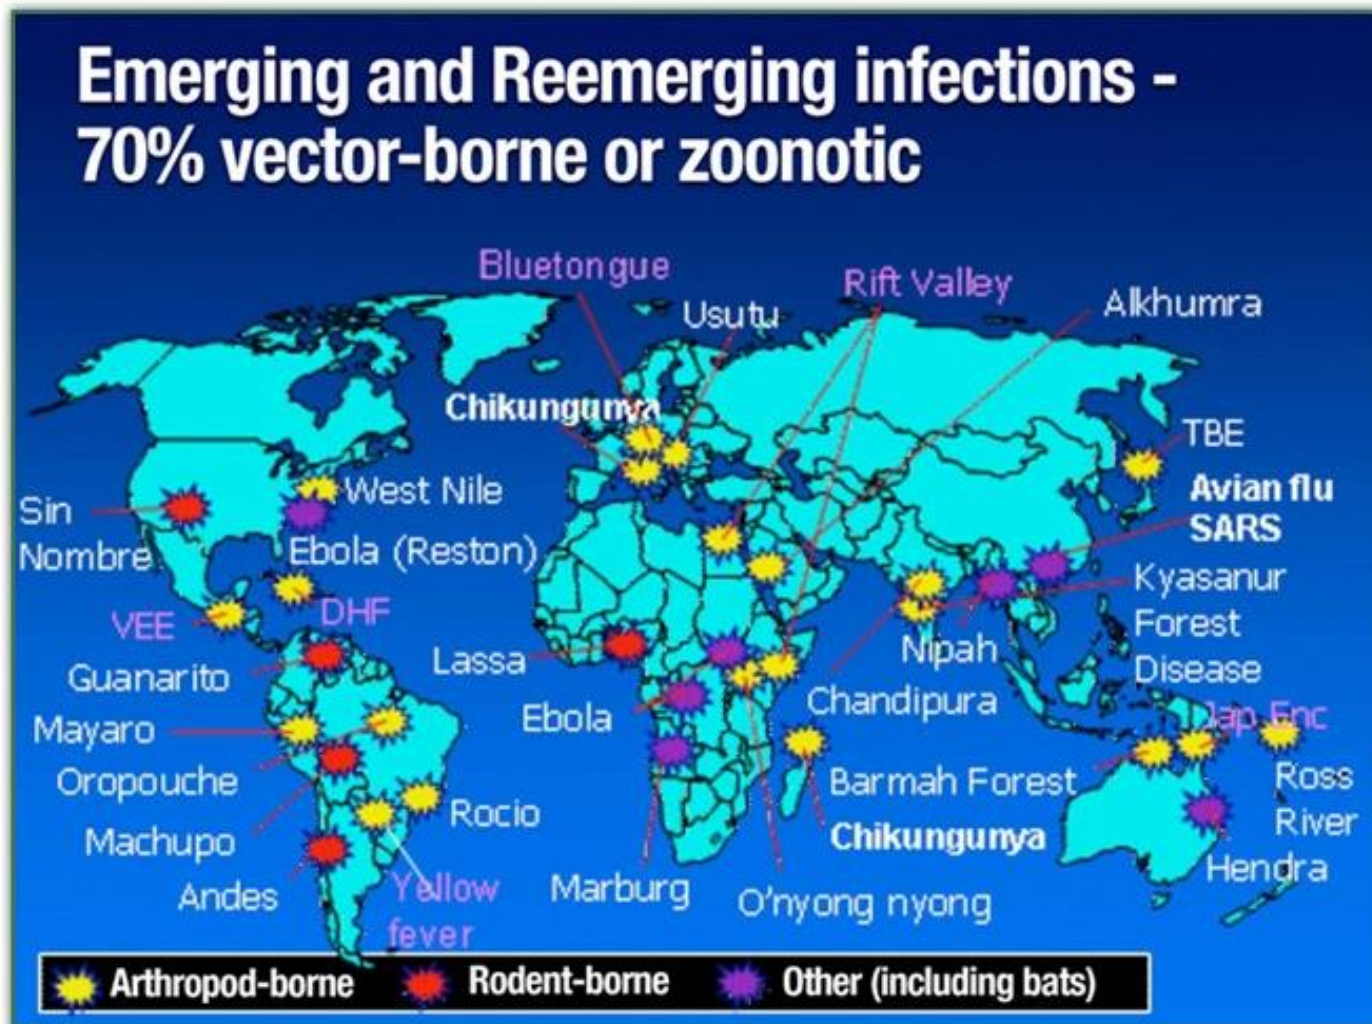 Emerging and Reemerging infections -
70% vector-borne or zoonotic
Bluetongue
Rift Valley
Alkhumra
Usutu
Chikungunya
TBE
West Nile
Avian flu
SARS
Sin
Nombre
Ebola (Reston)
Kyasanur
Forest
Disease
VEE
DHF
Nipah
Guanarito
Lassa
Chandipura
Ebola
Mayaro
Jap Enc
Oropouche
Barmah Forest
Ross
River
Rocio
Machupo
Chikungunya
Hendra
Andes
Yellow
fever
Marburg
O'nyong nyong
Arthropod-borne
Rodent-borne
Other (including bats)